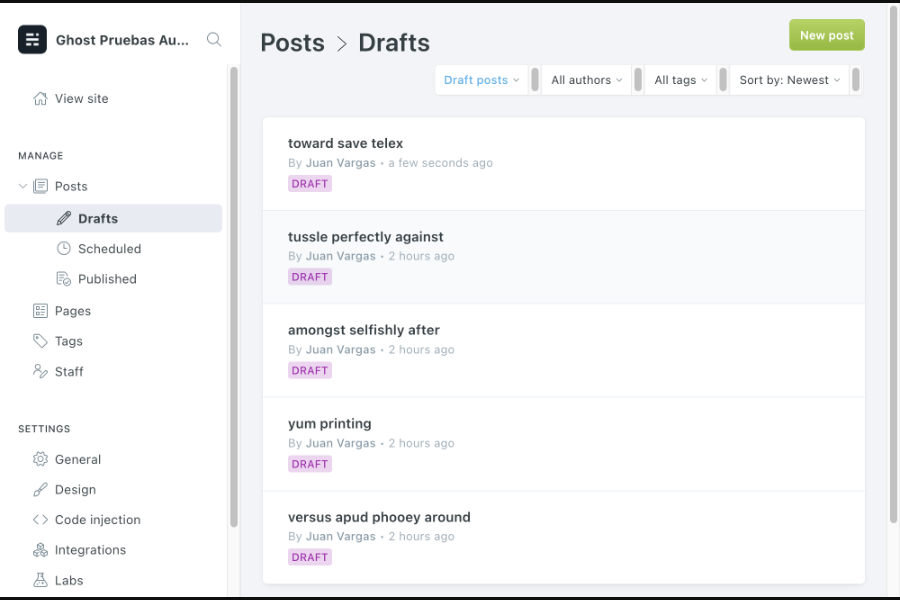 Ghost Pruebas Au...
View site
MANAGE
Posts
Drafts
Scheduled
Published
Pages
Tags
Staff
SETTINGS
General
Design
Code injection
Integrations
Labs
Posts > Drafts
New post
Draft posts All authors All tags Sort by: Newest
toward save telex
By Juan Vargas • a few seconds ago
DRAFT
tussle perfectly against
By Juan Vargas • 2 hours ago
DRAFT
amongst selfishly after
By Juan Vargas • 2 hours ago
DRAFT
yum printing
By Juan Vargas • 2 hours ago
DRAFT
versus apud phooey around
By Juan Vargas • 2 hours ago
DRAFT